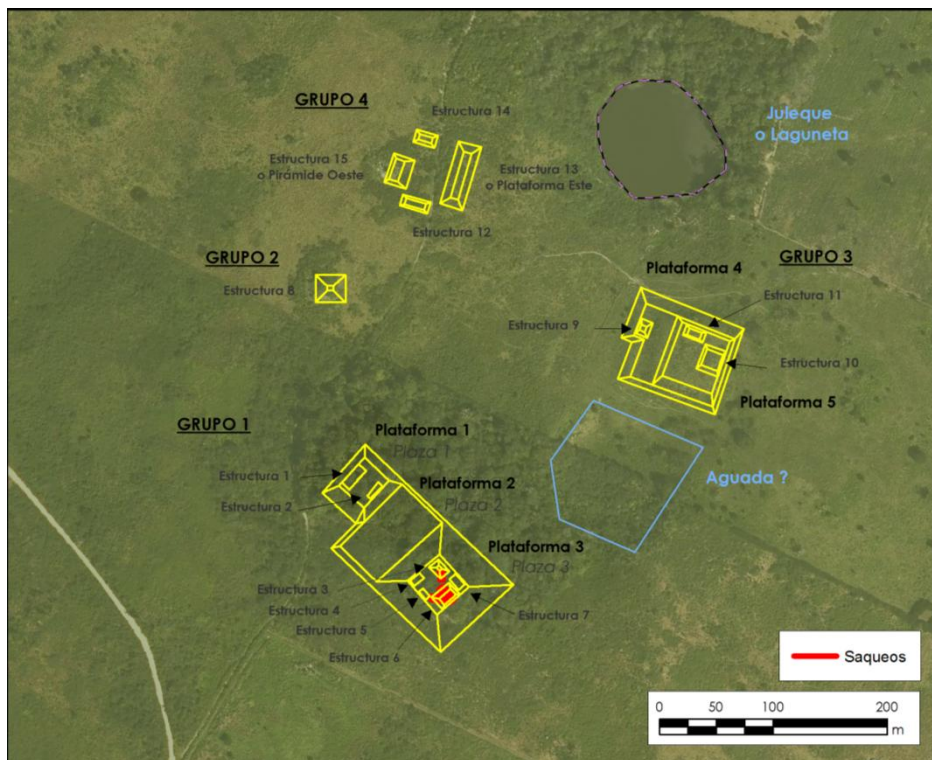 GRUPO 4
Estructura 14
Juleque
o Laguneta
Estructura 15
o Pirámide Oeste
Estructura 13
o Plataforma Este
Estructura 12
GRUPO 2
GRUPO 3
Plataforma 4
Estructura 8
Estructura 11
Estructura 9
Estructura 10
Plataforma 5
GRUPO 1
Plataforma 1
Plaza 1
Estructura 1
Plataforma 2
Aguada ?
Estructura 2
Plaza 2
Plataforma 3
Plaza 3
Estructura 3
Estructura 4
Estructura 7
Estructura 5
Estructura 6
Saqueos
0 50 100 200
m